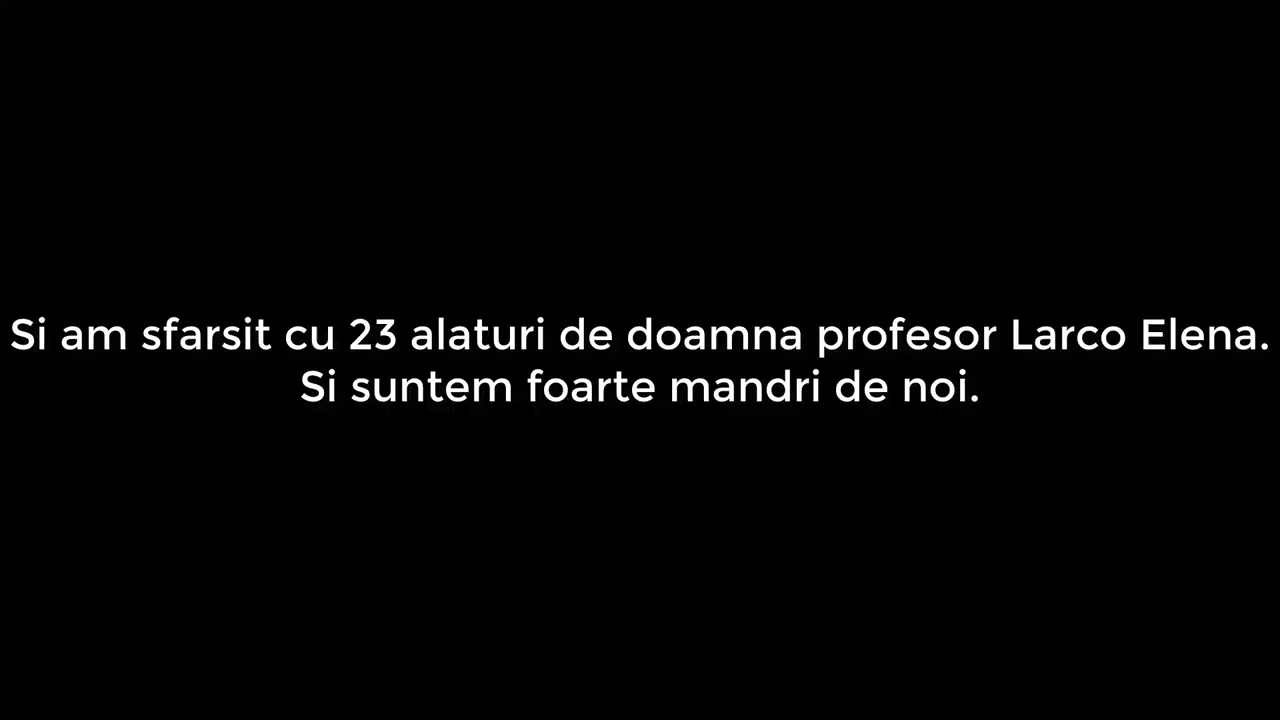 Si am sfarsit cu 23 alaturi de doamna profesor Larco Elena.
Si suntem foarte mandri de noi.